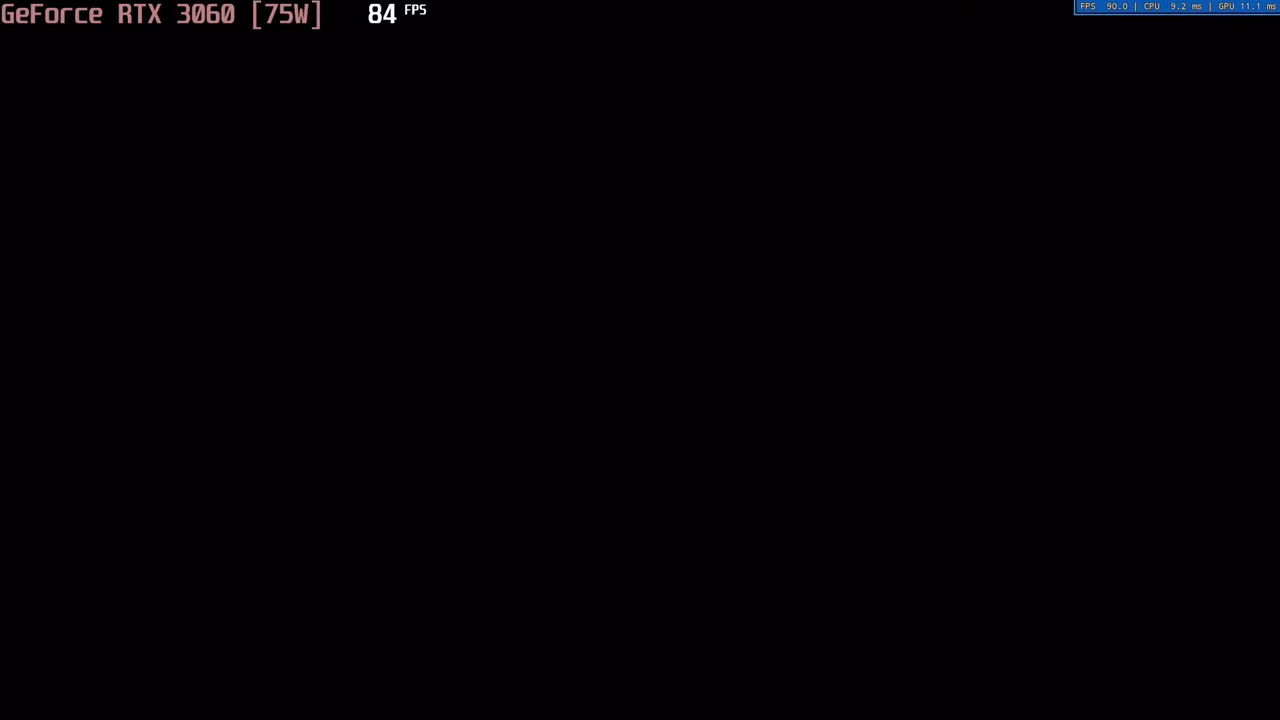 GeForce RTX 3060 [75W] 84 FPS
FPS 90.0 | CPU 9.2 ms | GPU 11.1 ms